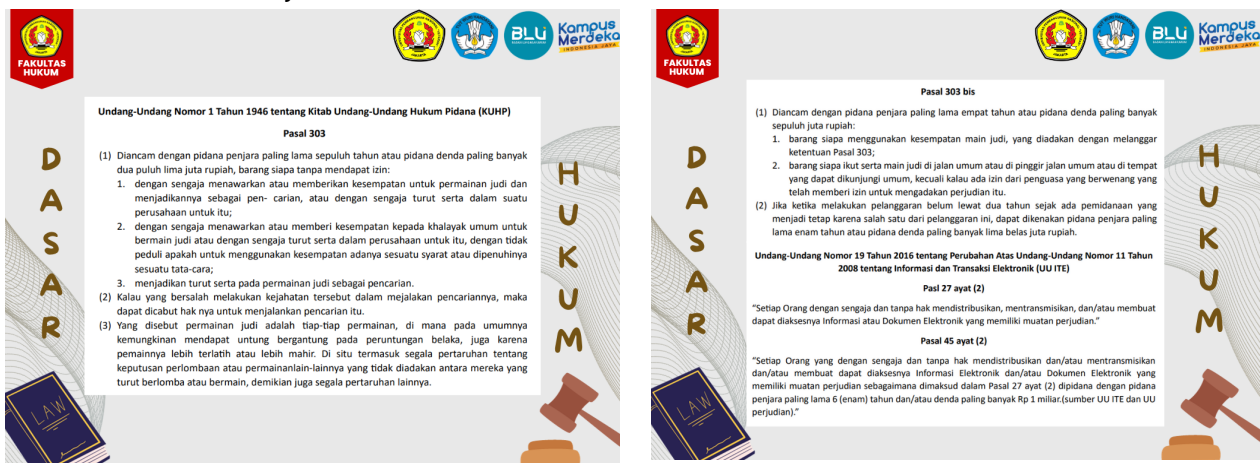 FAKULTAS
HUKUM
BLU
Kampus
Merdeka
INDONESIA JAYA
DASAR
HUKUM
Undang-Undang Nomor 1 Tahun 1946 tentang Kitab Undang-Undang Hukum Pidana (KUHP)
Pasal 303
(1) Diancam dengan pidana penjara paling lama sepuluh tahun atau pidana denda paling banyak
dua puluh lima juta rupiah, barang siapa tanpa mendapat izin:
1. dengan sengaja menawarkan atau memberikan kesempatan untuk permainan judi dan
menjadikannya sebagai pen- carian, atau dengan sengaja turut serta dalam suatu
perusahaan untuk itu;
2. dengan sengaja menawarkan atau memberi kesempatan kepada khalayak umum untuk
bermain judi atau dengan sengaja turut serta dalam perusahaan untuk itu, dengan tidak
peduli apakah untuk menggunakan kesempatan adanya sesuatu syarat atau dipenuhinya
sesuatu tata-cara;
3. menjadikan turut serta pada permainan judi sebagai pencarian.
(2) Kalau yang bersalah melakukan kejahatan tersebut dalam mejalakan pencariannya, maka
dapat dicabut hak nya untuk menjalankan pencarian itu.
(3) Yang disebut permainan judi adalah tiap-tiap permainan, di mana pada umumnya
kemungkinan mendapat untung bergantung pada peruntungan belaka, juga karena
pemainnya lebih terlatih atau lebih mahir. Di situ termasuk segala pertaruhan tentang
keputusan perlombaan atau permainanlain-lainnya yang tidak diadakan antara mereka yang
turut berlomba atau bermain, demikian juga segala pertaruhan lainnya.
LAW
FAKULTAS
HUKUM
BLU
Kampus
Merdeka
INDONESIA JAYA
DASAR
HUKUM
Pasal 303 bis
(1) Diancam dengan pidana penjara paling lama empat tahun atau pidana denda paling banyak
sepuluh juta rupiah:
1. barang siapa menggunakan kesempatan main judi, yang diadakan dengan melanggar
ketentuan Pasal 303;
2. barang siapa ikut serta main judi di jalan umum atau di pinggir jalan umum atau di tempat
yang dapat dikunjungi umum, kecuali kalau ada izin dari penguasa yang berwenang yang
telah memberi izin untuk mengadakan perjudian itu.
(2) Jika ketika melakukan pelanggaran belum lewat dua tahun sejak ada pemidanaan yang
menjadi tetap karena salah satu dari pelanggaran ini, dapat dikenakan pidana penjara paling
lama enam tahun atau pidana denda paling banyak lima belas juta rupiah.
Undang-Undang Nomor 19 Tahun 2016 tentang Perubahan Atas Undang-Undang Nomor 11 Tahun
2008 tentang Informasi dan Transaksi Elektronik (UU ITE)
Pasl 27 ayat (2)
“Setiap Orang dengan sengaja dan tanpa hak mendistribusikan, mentransmisikan, dan/atau membuat
dapat diaksesnya Informasi atau Dokumen Elektronik yang memiliki muatan perjudian.”
Pasal 45 ayat (2)
“Setiap Orang yang dengan sengaja dan tanpa hak mendistribusikan dan/atau mentransmisikan
dan/atau membuat dapat diaksesnya Informasi Elektronik dan/atau Dokumen Elektronik yang
memiliki muatan perjudian sebagaimana dimaksud dalam Pasal 27 ayat (2) dipidana dengan pidana
penjara paling lama 6 (enam) tahun dan/atau denda paling banyak Rp 1 miliar.(sumber UU ITE dan UU
perjudian).”
LAW